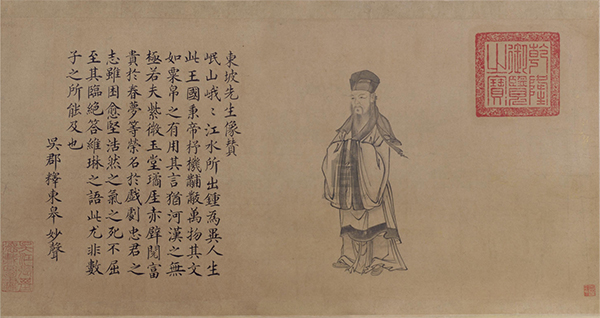 乾隆
御覽
之寶
東坡先生像贊
岷山峨〻江水所出鍾為異人生
此王國秉帝杼機黼黻萬物其文
如粟帛之有用其言猶河漢之無
極若夫紫微玉堂瓊厓赤壁閱富
貴於春夢等榮名於戲劇忠君之
志雖困愈堅浩然之氣之死不屈
至其臨絕答維琳之語此尤非數
子之所能及也
吳郡釋東皋妙聲